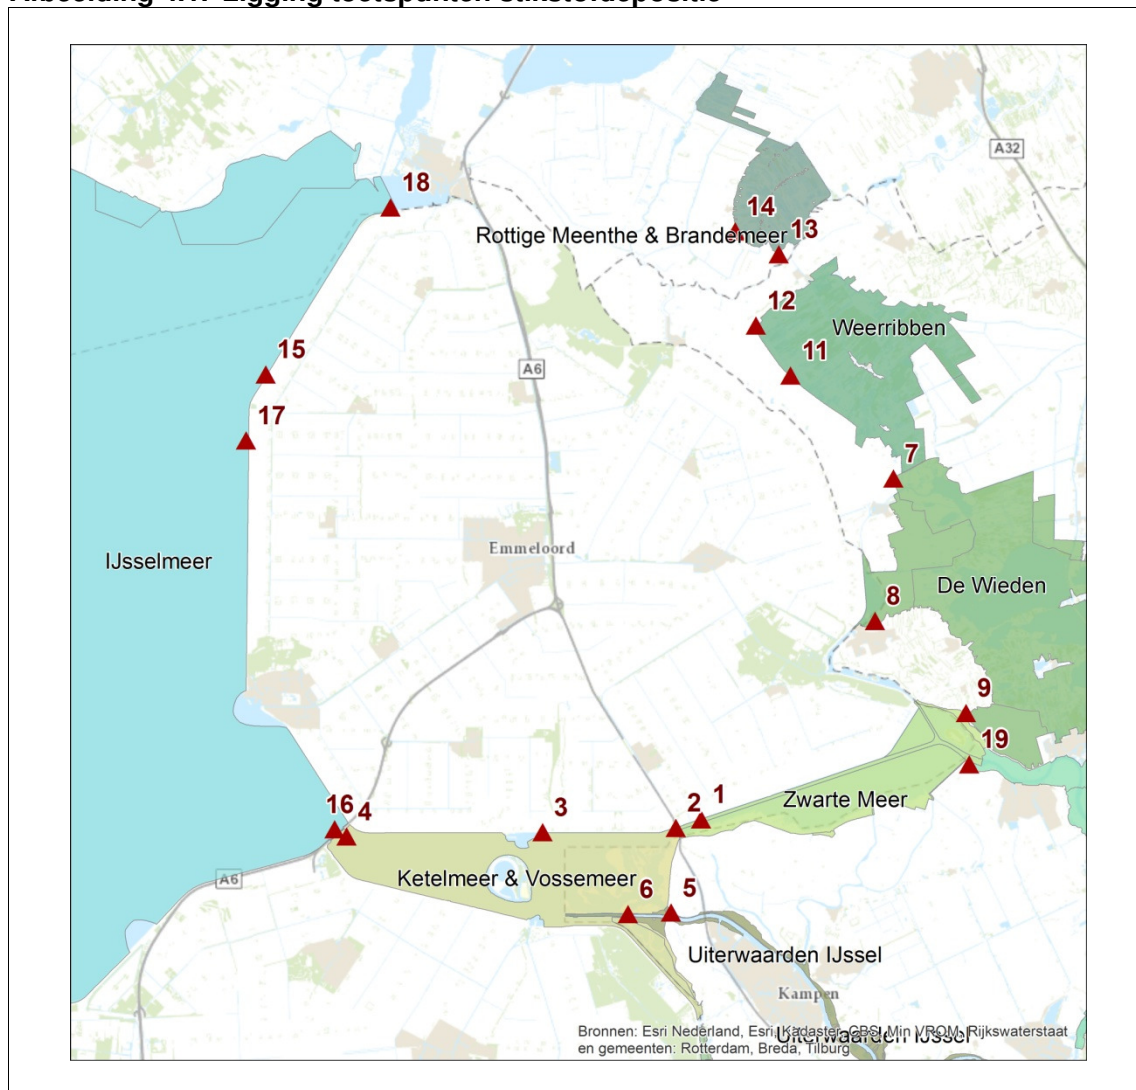 Afbeelding 4.1. Ligging toetspunten stikstofdepositie
A32
18
14
13
Rottige Meenthe & Brandemeer
12
Weerribben
11
15
A6
17
7
Emmeloord
IJsselmeer
De Wieden
8
9
19
Zwarte Meer
1
2
3
16
4
A6
Ketelmeer & Vossemeer
6
5
Uiterwaarden IJssel
Kampen
Bronnen: Esri Nederland, Esri, Kadaster, CBS, Min VROM, Rijkswaterstaat
Uiterwaarden IJssel
en gemeenten: Rotterdam, Breda, Tilburg